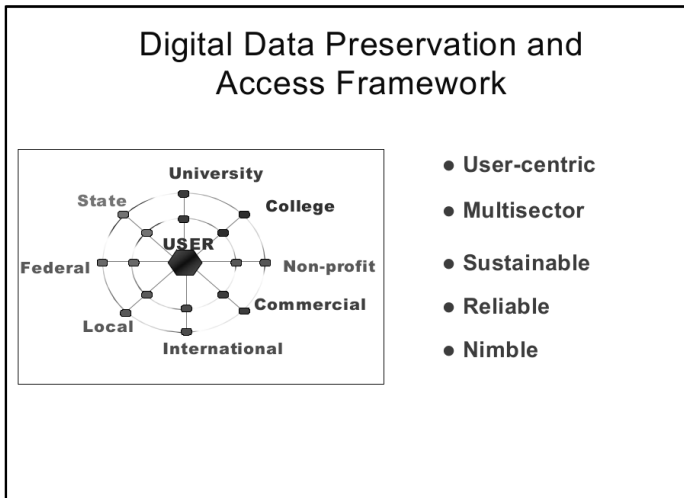 Digital Data Preservation and
Access Framework
University
State
College
USER
Federal
Non-profit
Commercial
Local
International
● User-centric
● Multisector
● Sustainable
● Reliable
● Nimble